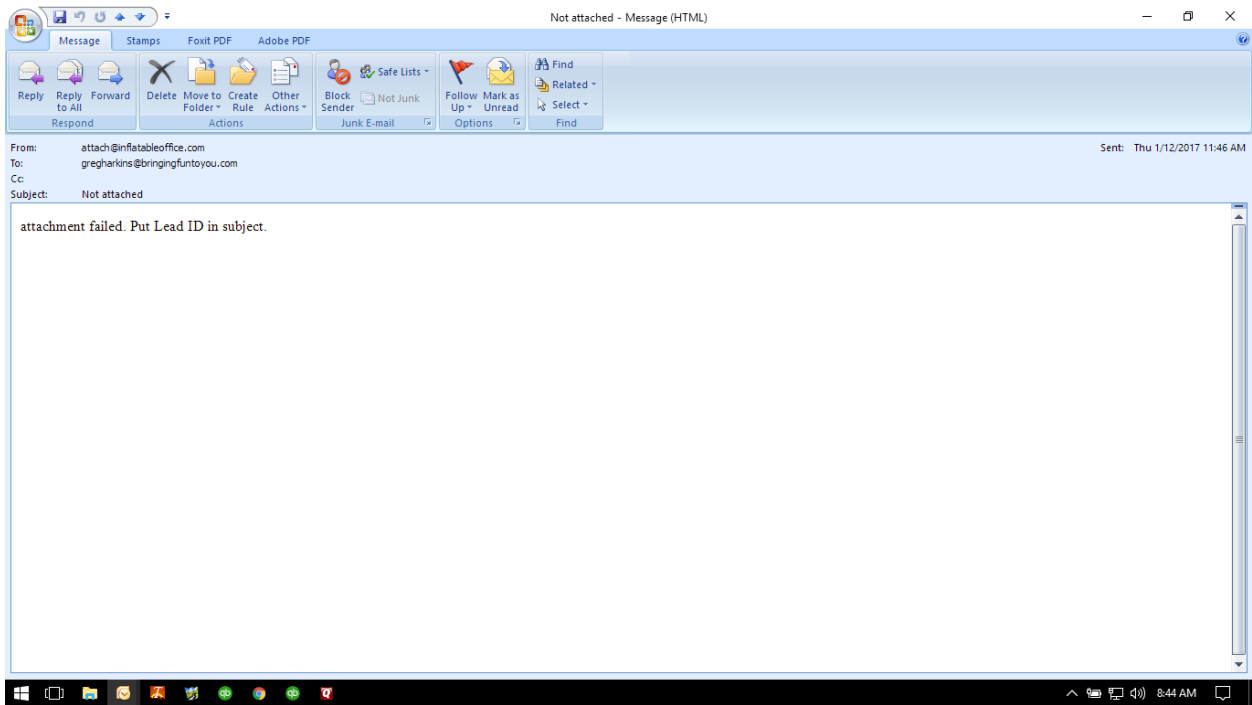 Not attached - Message (HTML)
Message Stamps Foxit PDF Adobe PDF
Reply Reply to All Forward
Respond
Delete Move to Folder Create Rule Other Actions
Actions
Block Sender Safe Lists Not Junk
Junk E-mail
Follow Up Mark as Unread
Options
Find
Related
Select
Find
From: attach@inflatableoffice.com Sent: Thu 1/12/2017 11:46 AM
To: gregharkins@bringingfuntoyou.com
Cc:
Subject: Not attached
attachment failed. Put Lead ID in subject.
qb qb Q 8:44 AM